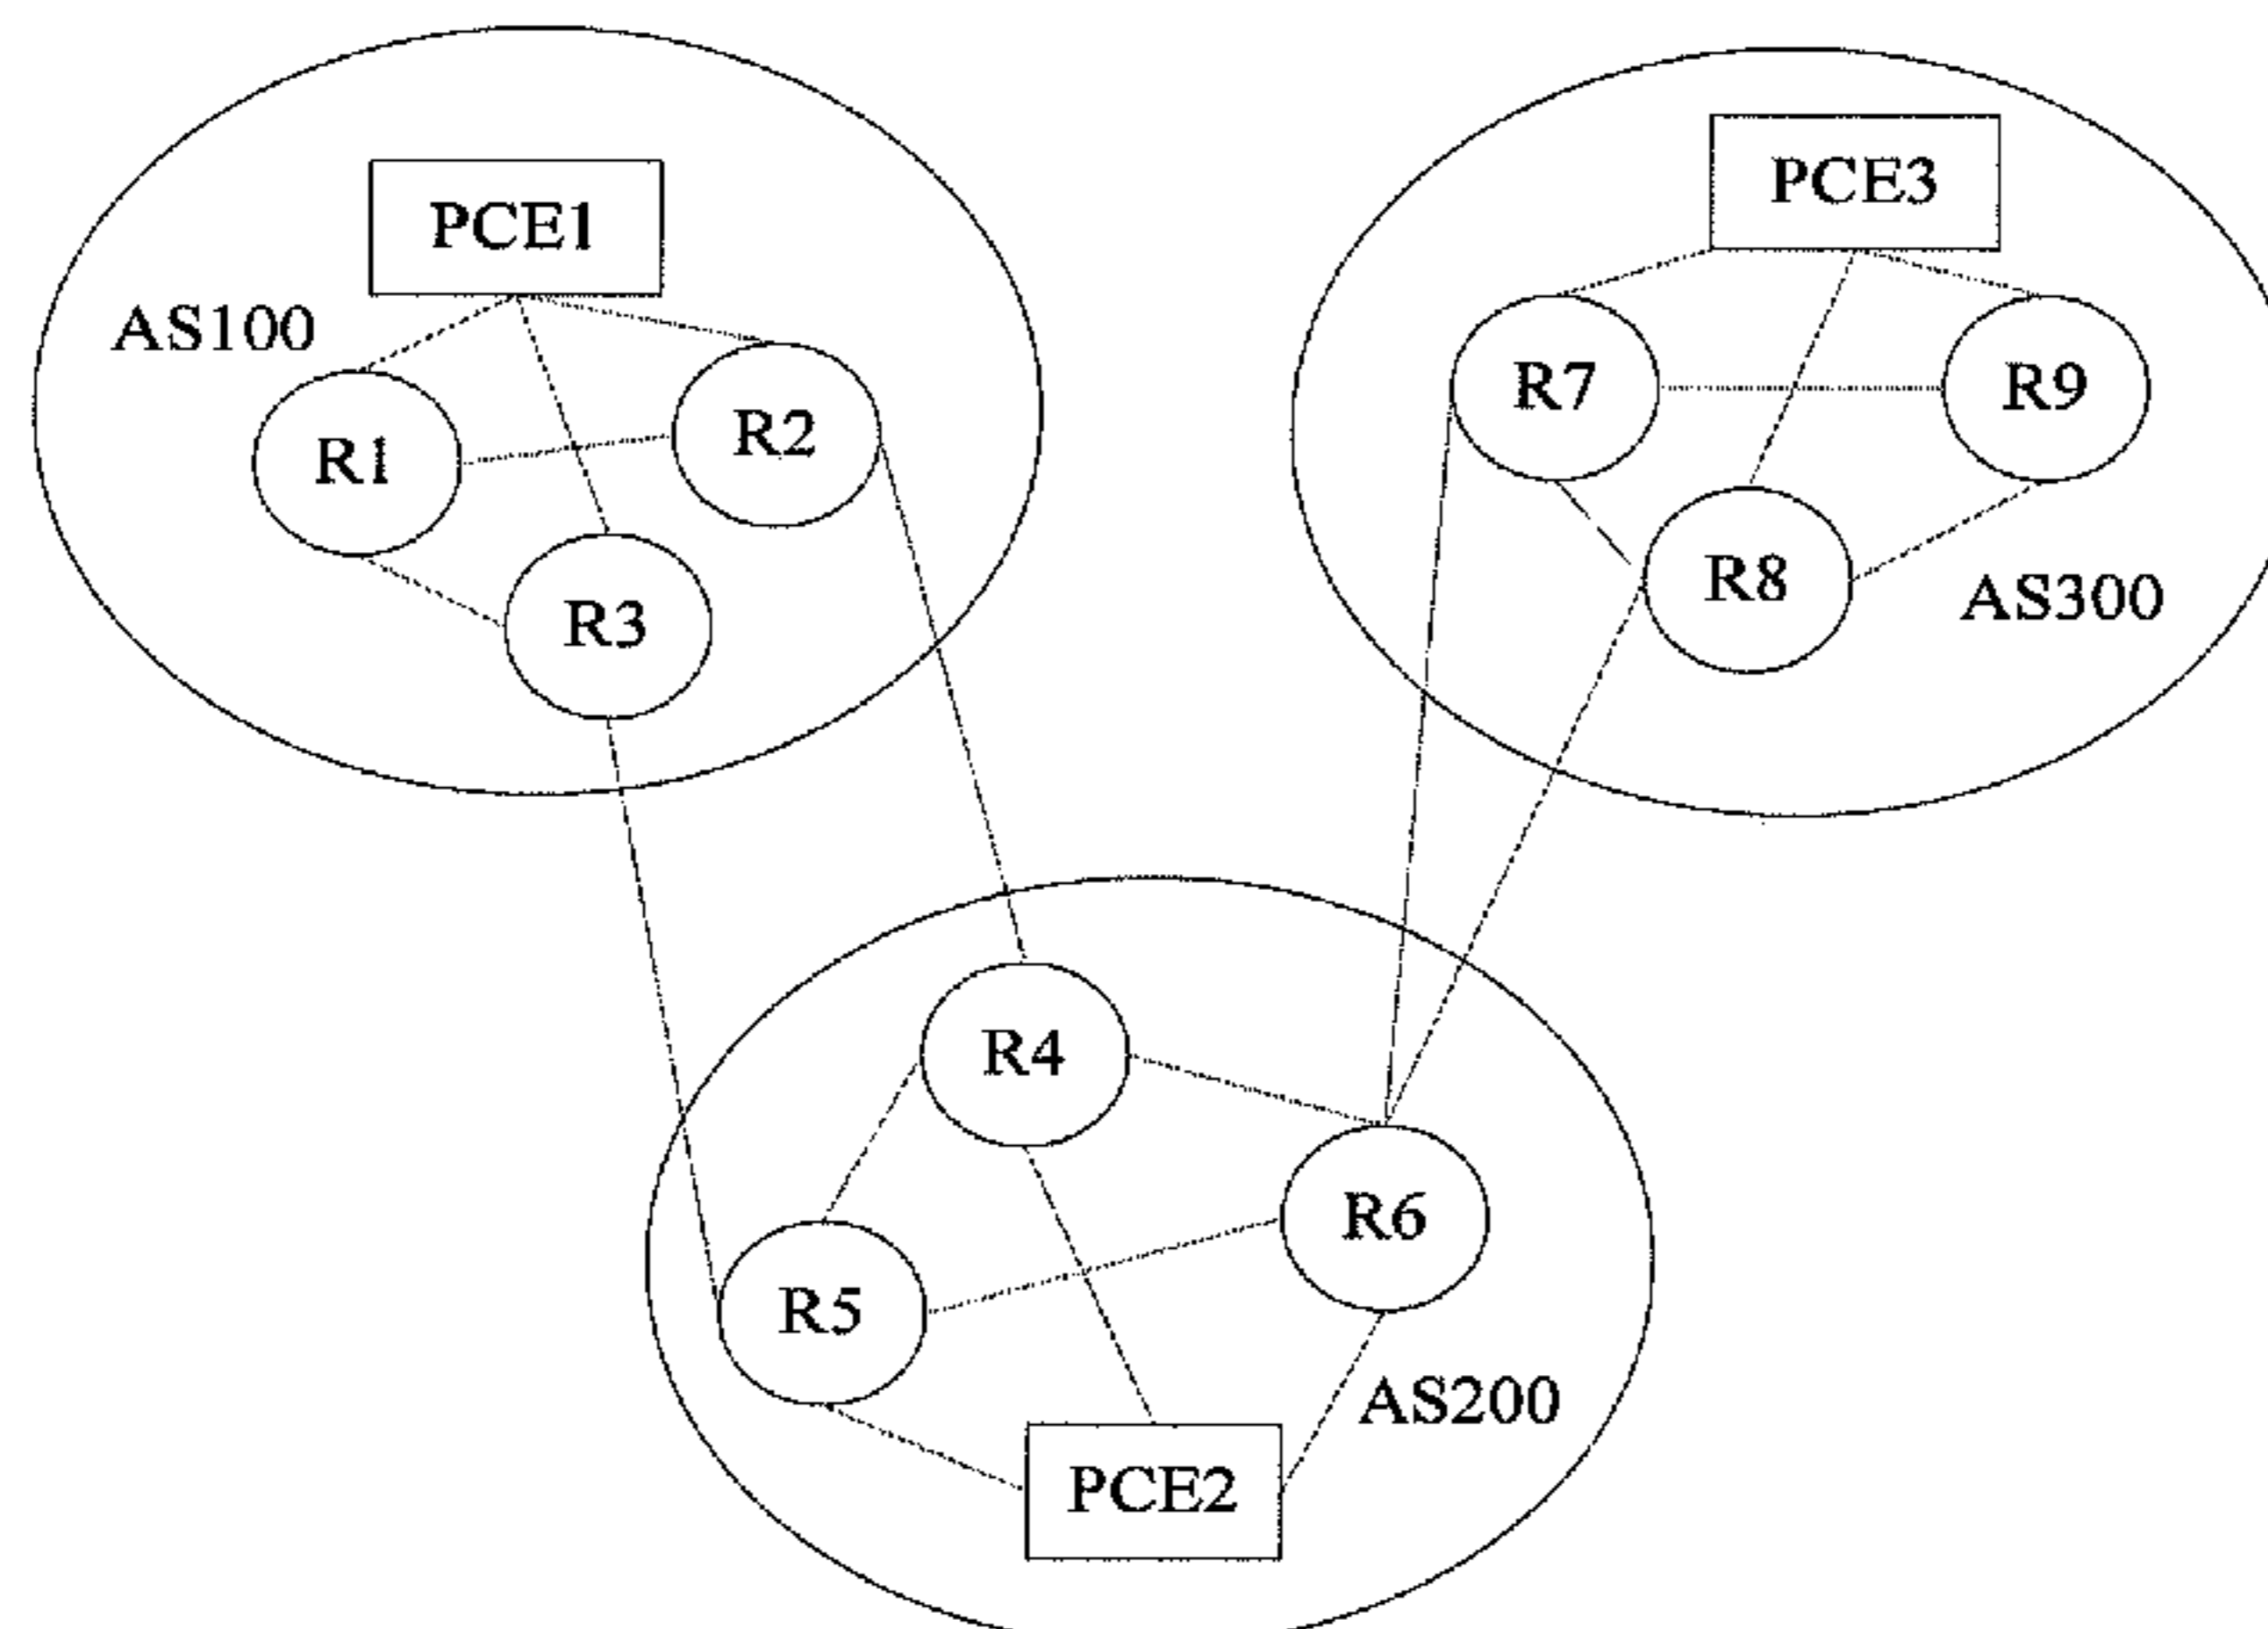 PCE1
AS100
R1
R2
R3
PCE3
R7
R9
R8
AS300
R4
R6
R5
AS200
PCE2